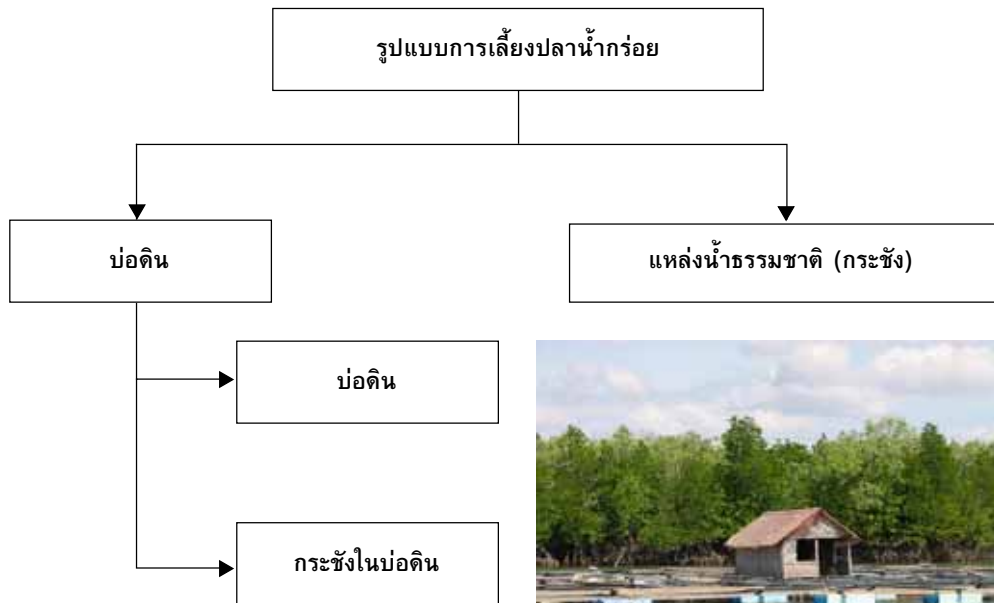 รูปแบบการเลี้ยงปลาน้ำกร่อย
บ่อดิน
แหล่งน้ำธรรมชาติ (กระชัง)
บ่อดิน
กระชังในบ่อดิน